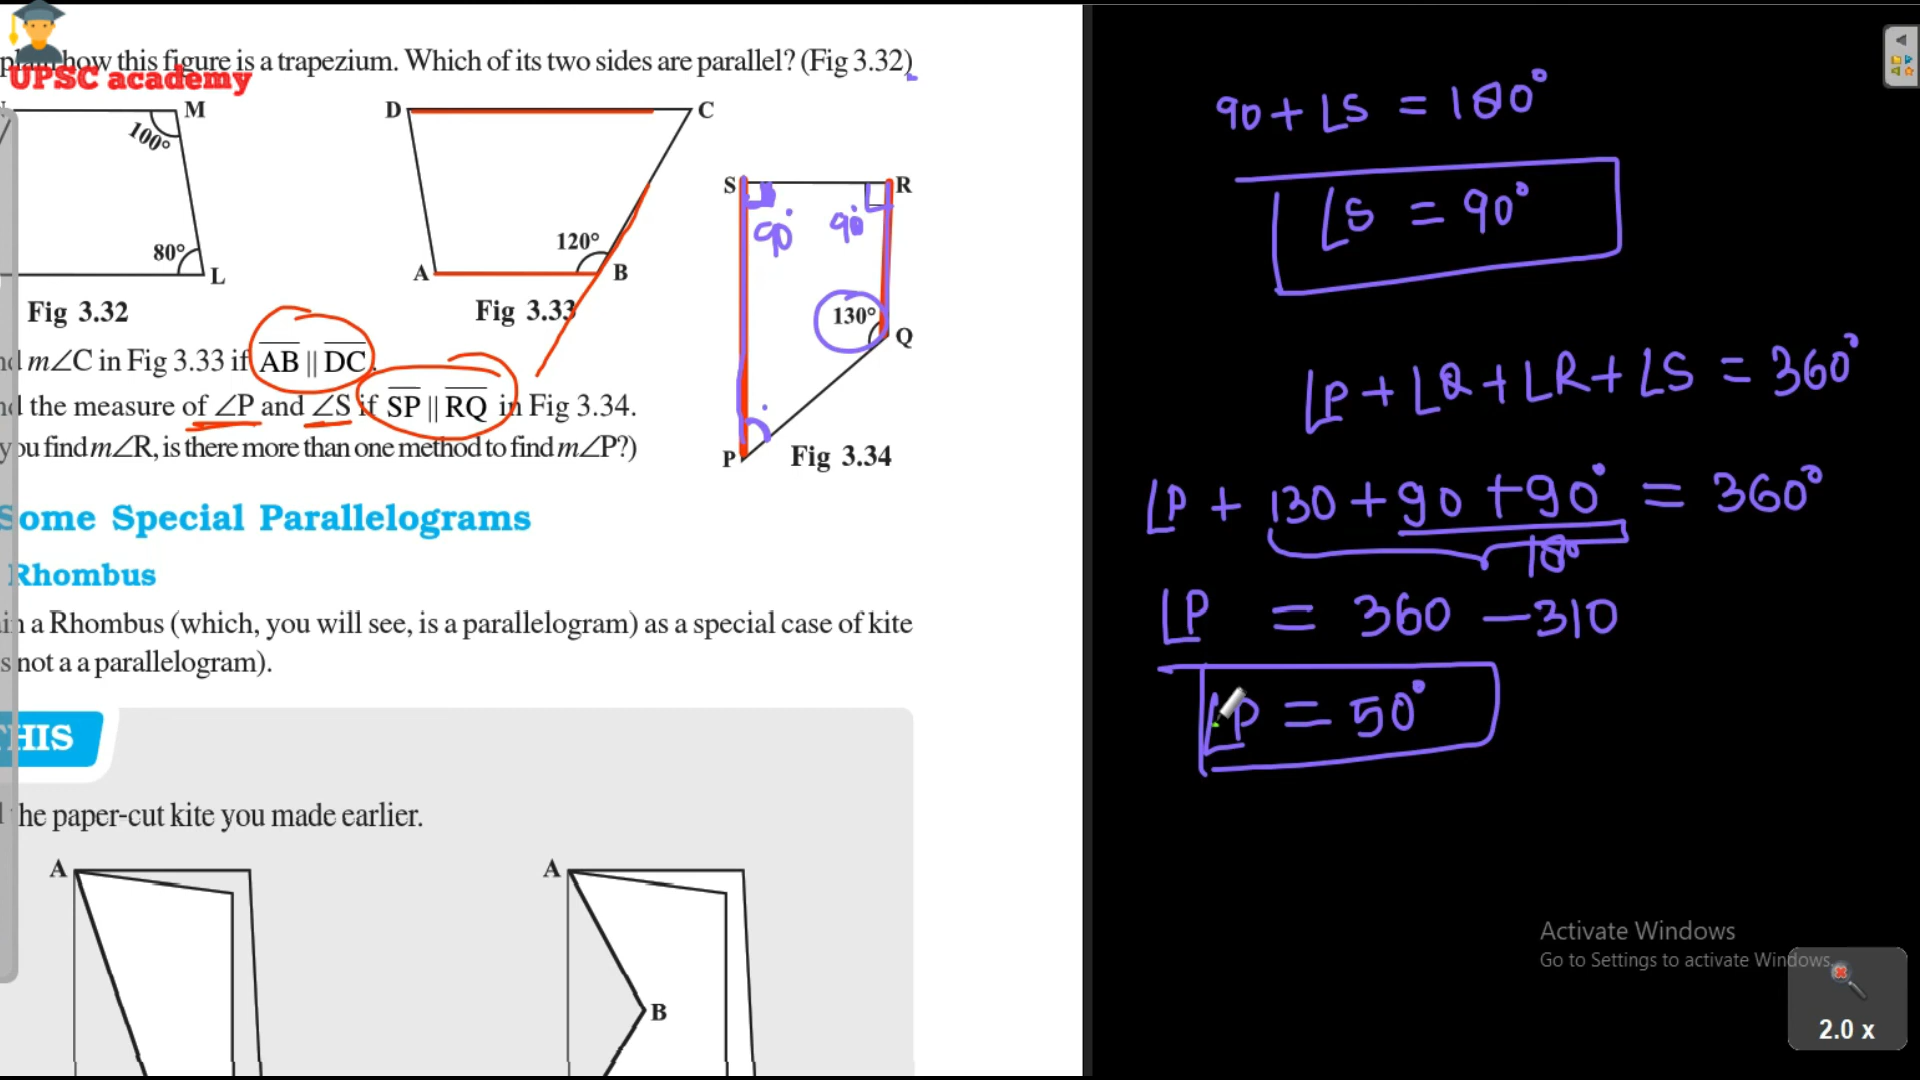 how this figure is a trapezium. Which of its two sides are parallel? (Fig 3.32)
UPSC academy
M
100°
80°
L
Fig 3.32
D
C
120°
A
B
Fig 3.33
S
R
90°
90°
130°
Q
P
Fig 3.34
m∠C in Fig 3.33 if AB || DC.
the measure of ∠P and ∠S if SP || RQ in Fig 3.34.
you find m∠R, is there more than one method to find m∠P?)
Some Special Parallelograms
Rhombus
a Rhombus (which, you will see, is a parallelogram) as a special case of kite
not a a parallelogram).
THIS
the paper-cut kite you made earlier.
A
A
B
90 + ∠S = 180°
∠S = 90°
∠P + ∠Q + ∠R + ∠S = 360°
∠P + 130 + 90 + 90° = 360°
180
∠P = 360 - 310
∠P = 50°
Activate Windows
Go to Settings to activate Windows.
2.0 x